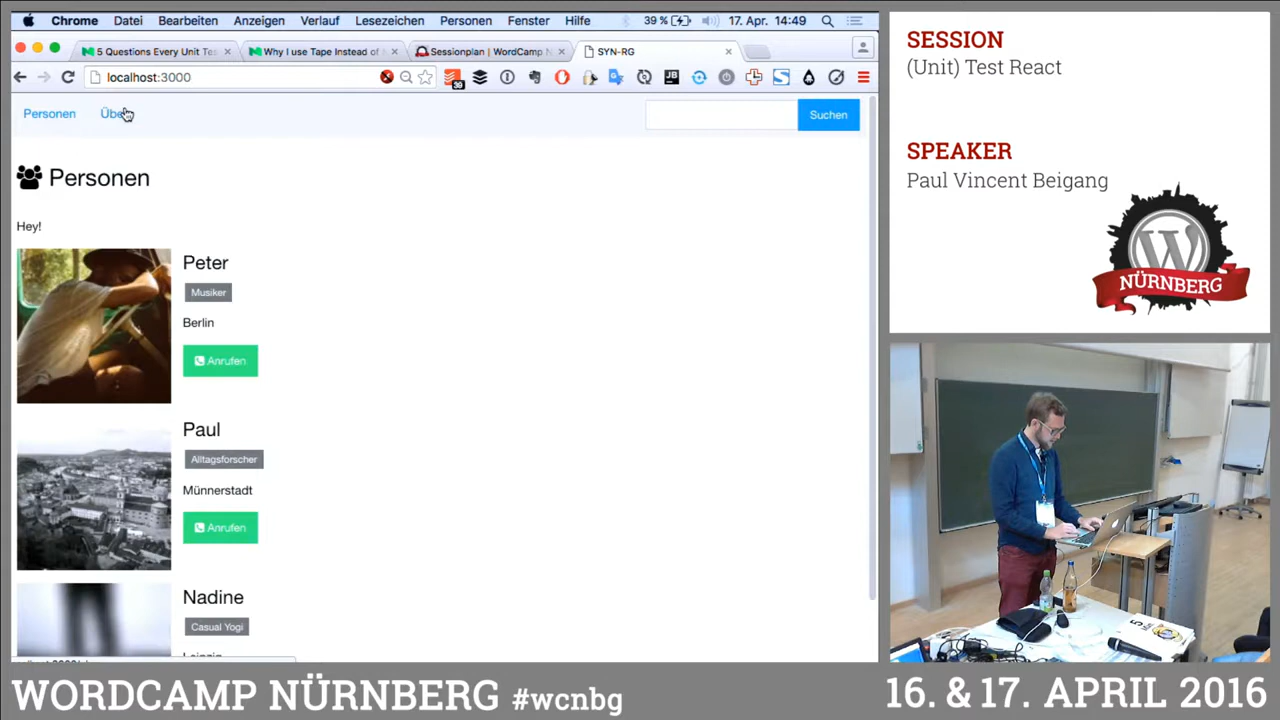 Chrome Datei Bearbeiten Anzeigen Verlauf Lesezeichen Personen Fenster Hilfe 39 % 17. Apr. 14:49
5 Questions Every Unit Tes
Why I use Tape Instead of
Sessionplan | WordCamp N
SYN-RG
localhost:3000
39
JB
Personen
Suchen
Personen
Hey!
Peter
Musiker
Berlin
Anrufen
Paul
Alltagsforscher
Münnerstadt
Anrufen
Nadine
Casual Yogi
SESSION
(Unit) Test React
SPEAKER
Paul Vincent Beigang
W
NÜRNBERG
WORDCAMP NÜRNBERG #wcnbg
16. & 17. APRIL 2016